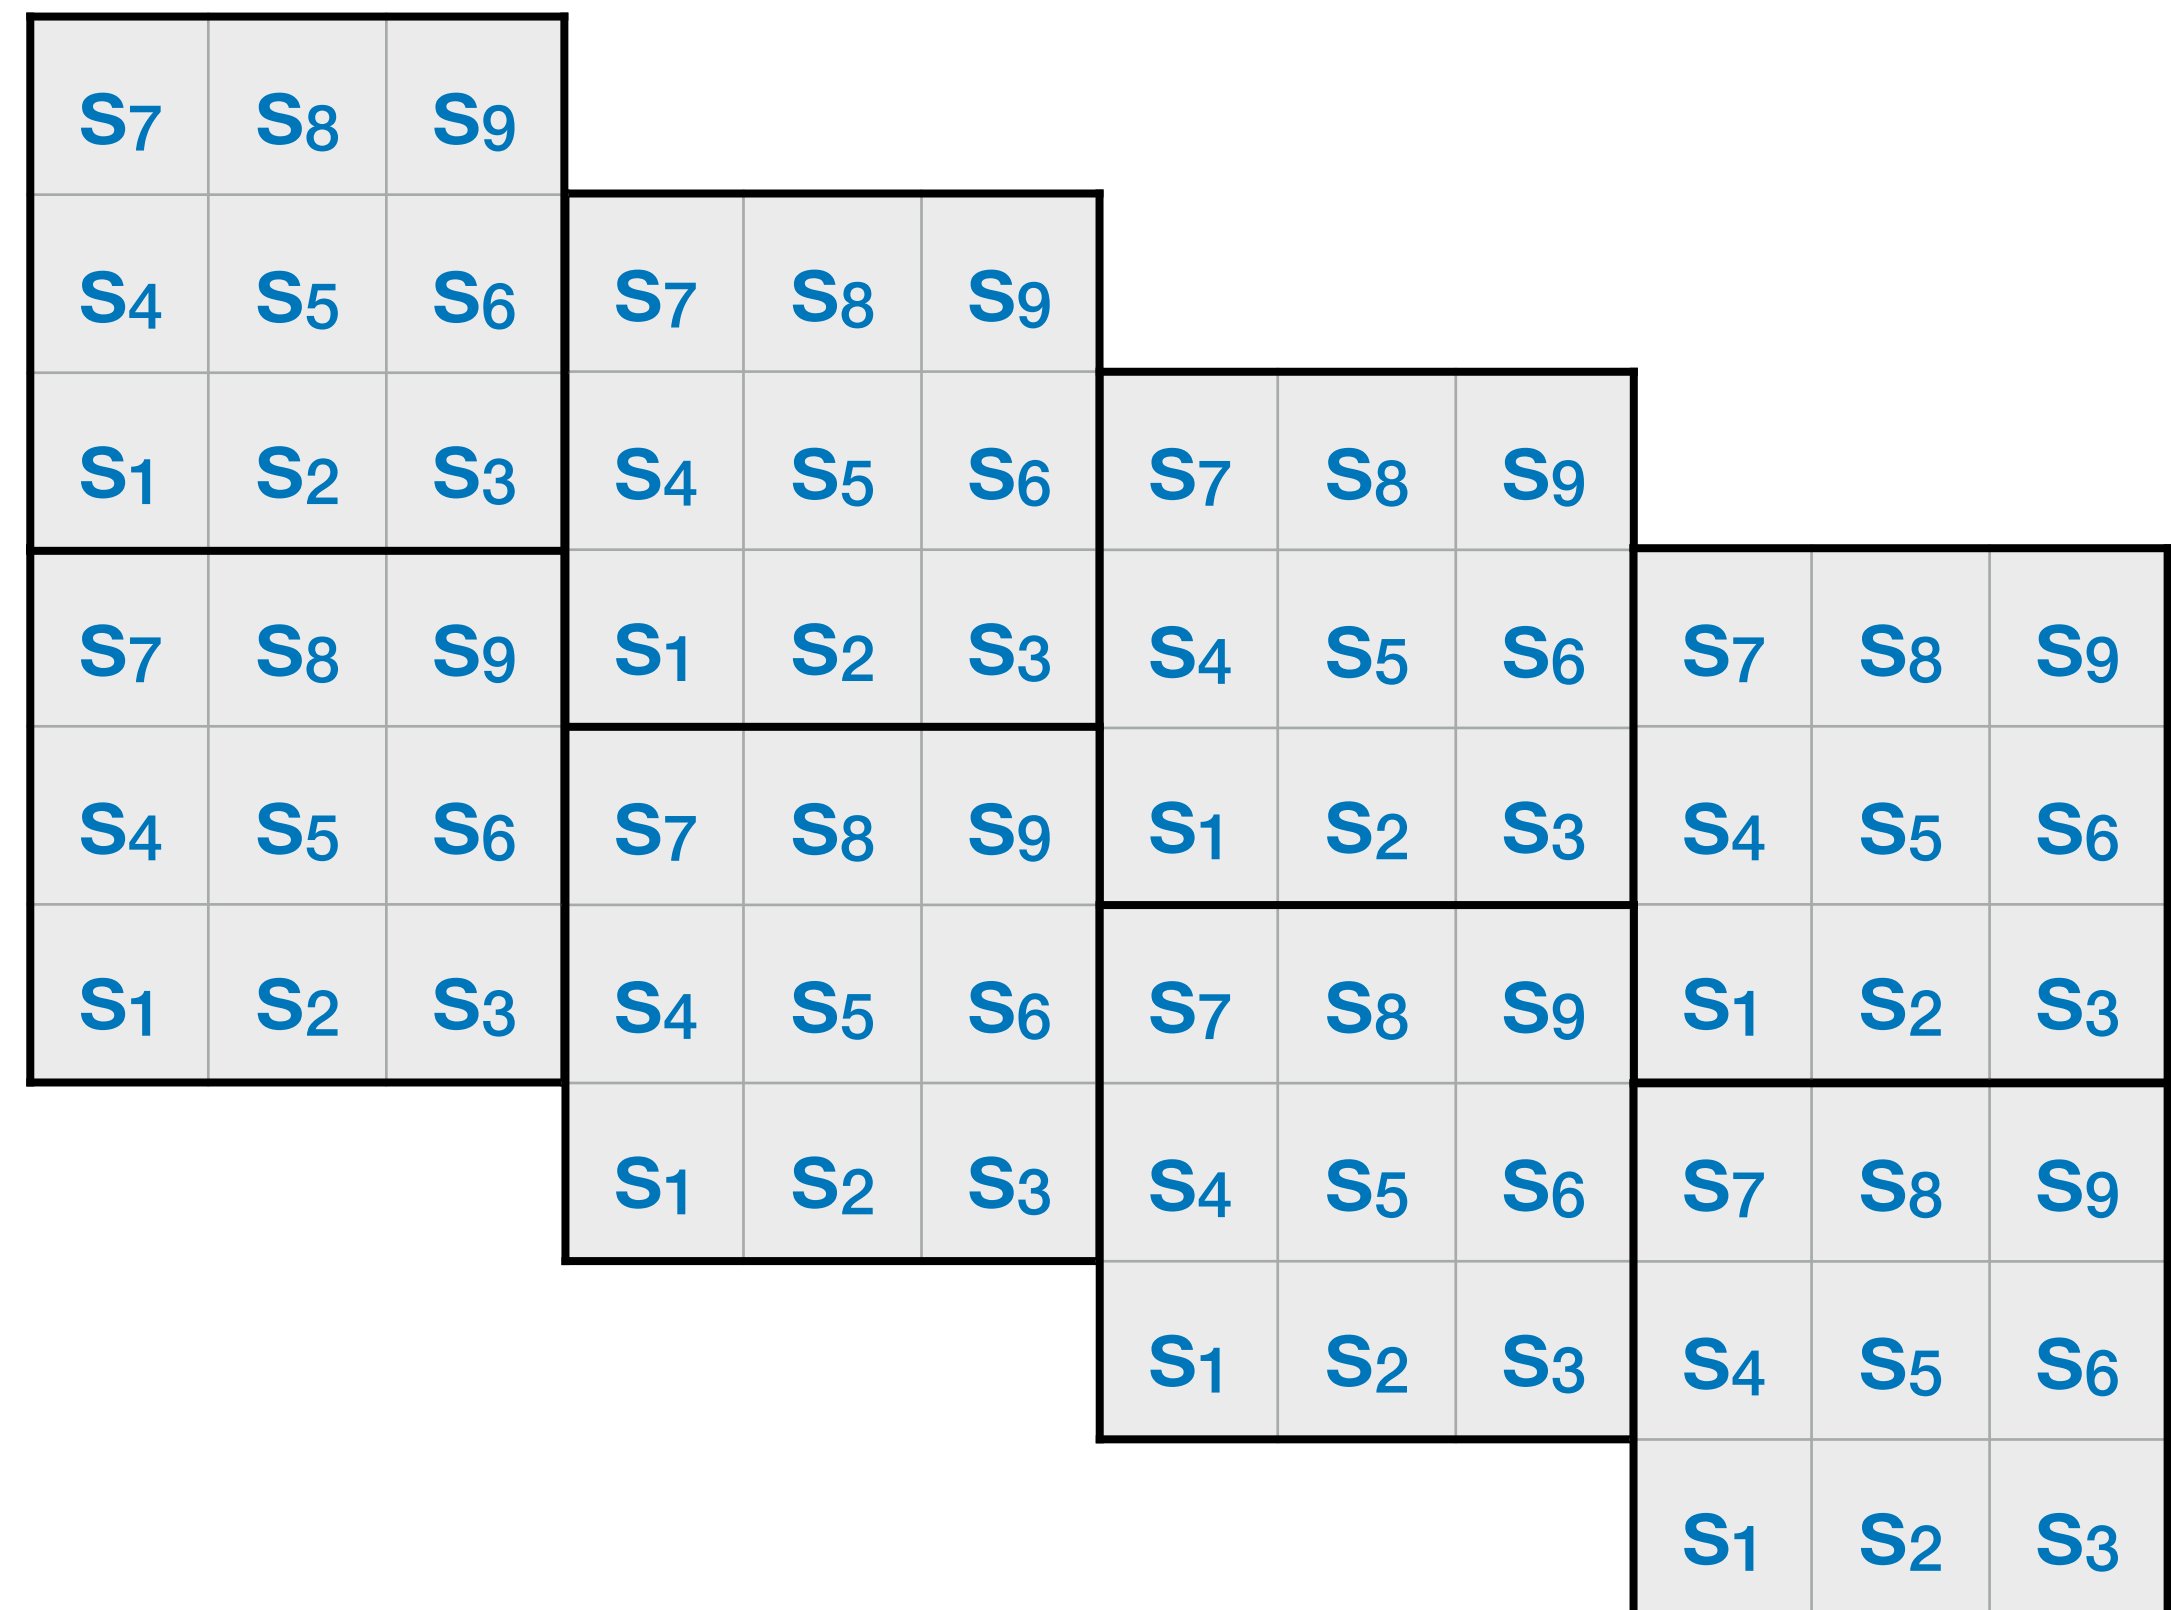 S7 S8 S9
S4 S5 S6 S7 S8 S9
S1 S2 S3 S4 S5 S6 S7 S8 S9
S7 S8 S9 S1 S2 S3 S4 S5 S6 S7 S8 S9
S4 S5 S6 S7 S8 S9 S1 S2 S3 S4 S5 S6
S1 S2 S3 S4 S5 S6 S7 S8 S9 S1 S2 S3
S1 S2 S3 S4 S5 S6 S7 S8 S9
S1 S2 S3 S4 S5 S6
S1 S2 S3